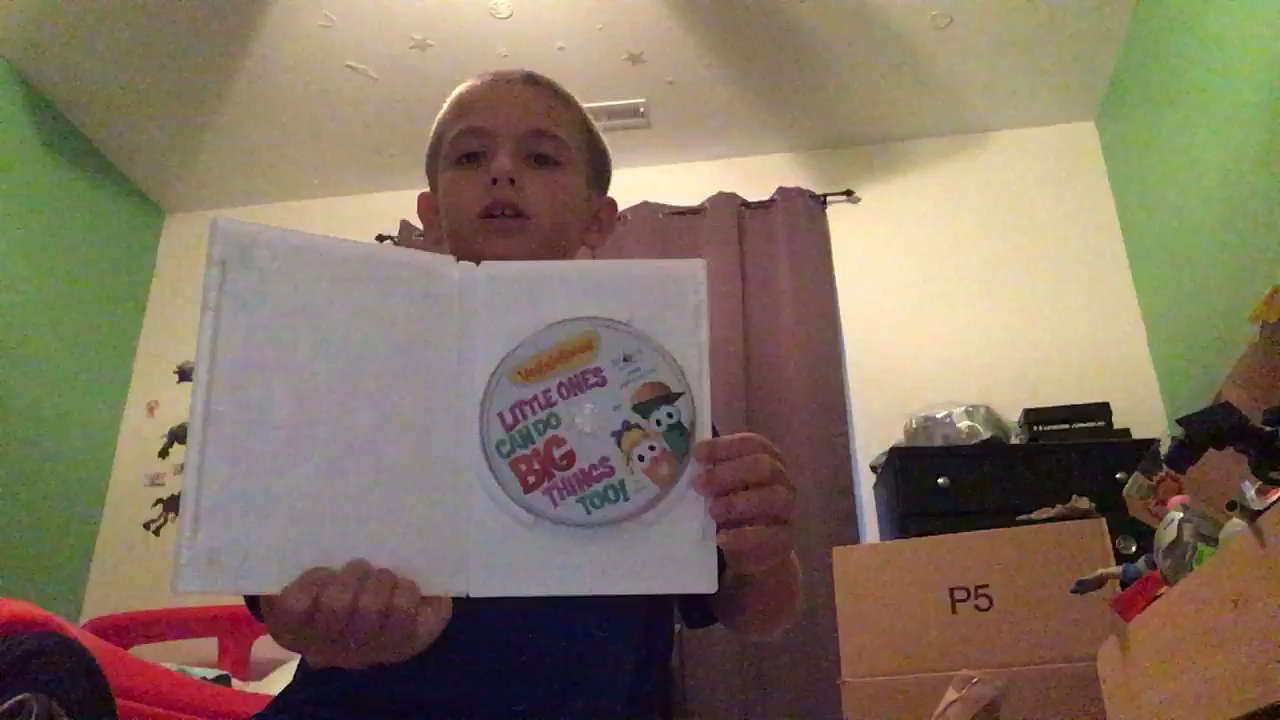 VeggieTales
LITTLE ONES
CAN DO
BIG
THINGS
TOO!
P5